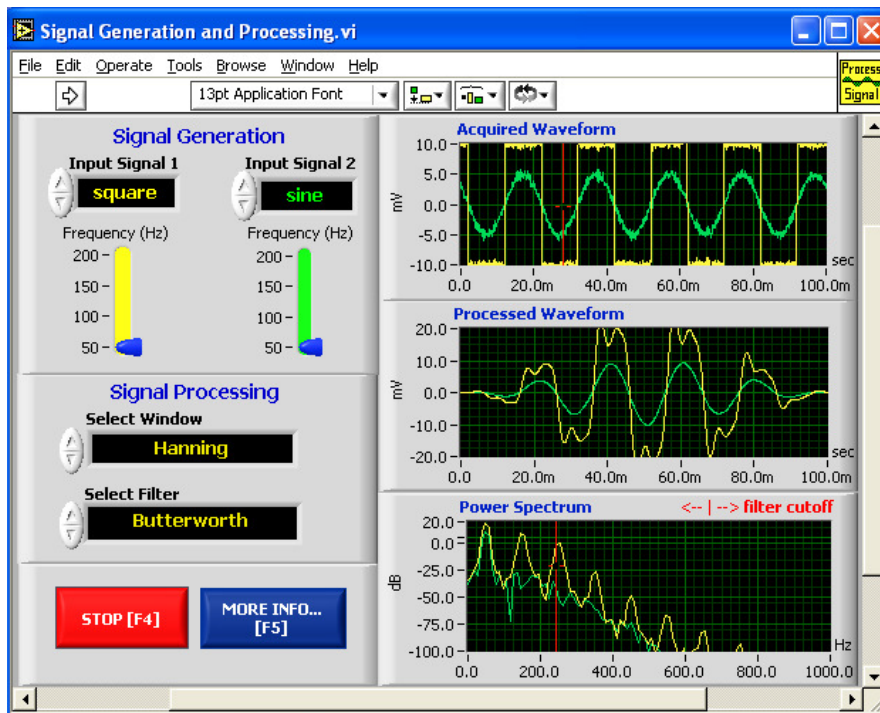 Signal Generation and Processing.vi
File Edit Operate Tools Browse Window Help
13pt Application Font
Process
Signal
Signal Generation
Input Signal 1
square
Input Signal 2
sine
Frequency (Hz)
200
150
100
50
Frequency (Hz)
200
150
100
50
Signal Processing
Select Window
Hanning
Select Filter
Butterworth
STOP [F4]
MORE INFO...
[F5]
Acquired Waveform
mV
10.0
5.0
0.0
-5.0
-10.0
sec
0.0 20.0m 40.0m 60.0m 80.0m 100.0m
Processed Waveform
mV
20.0
10.0
0.0
-10.0
-20.0
sec
0.0 20.0m 40.0m 60.0m 80.0m 100.0m
Power Spectrum <-- | --> filter cutoff
dB
20.0
0.0
-25.0
-50.0
-75.0
-100.0
Hz
0.0 200.0 400.0 600.0 800.0 1000.0